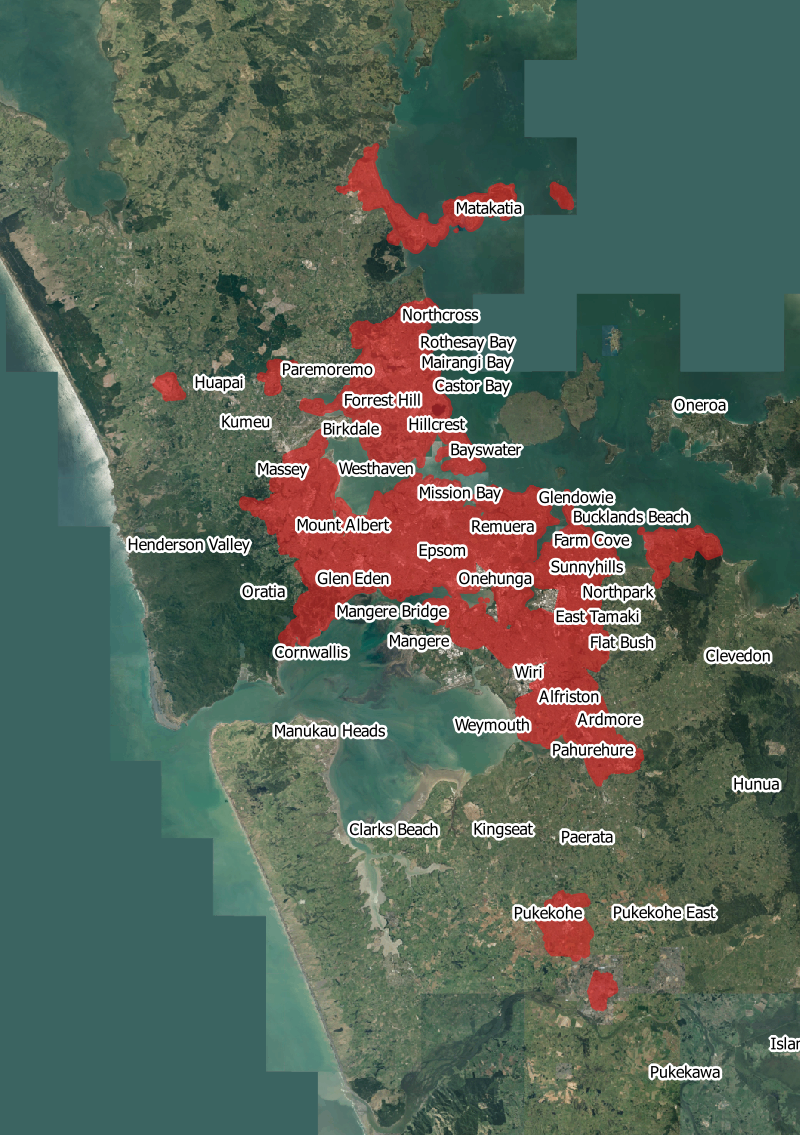 Matakatia
Northcross
Rothesay Bay
Mairangi Bay
Paremoremo
Huapai
Castor Bay
Forrest Hill
Oneroa
Kumeu
Birkdale
Hillcrest
Bayswater
Massey
Westhaven
Mission Bay
Glendowie
Bucklands Beach
Mount Albert
Remuera
Farm Cove
Henderson Valley
Epsom
Sunnyhills
Glen Eden
Onehunga
Oratia
Northpark
Mangere Bridge
East Tamaki
Mangere
Flat Bush
Cornwallis
Clevedon
Wiri
Alfriston
Ardmore
Weymouth
Manukau Heads
Pahurehure
Hunua
Clarks Beach
Kingseat
Paerata
Pukekohe
Pukekohe East
Pukekawa